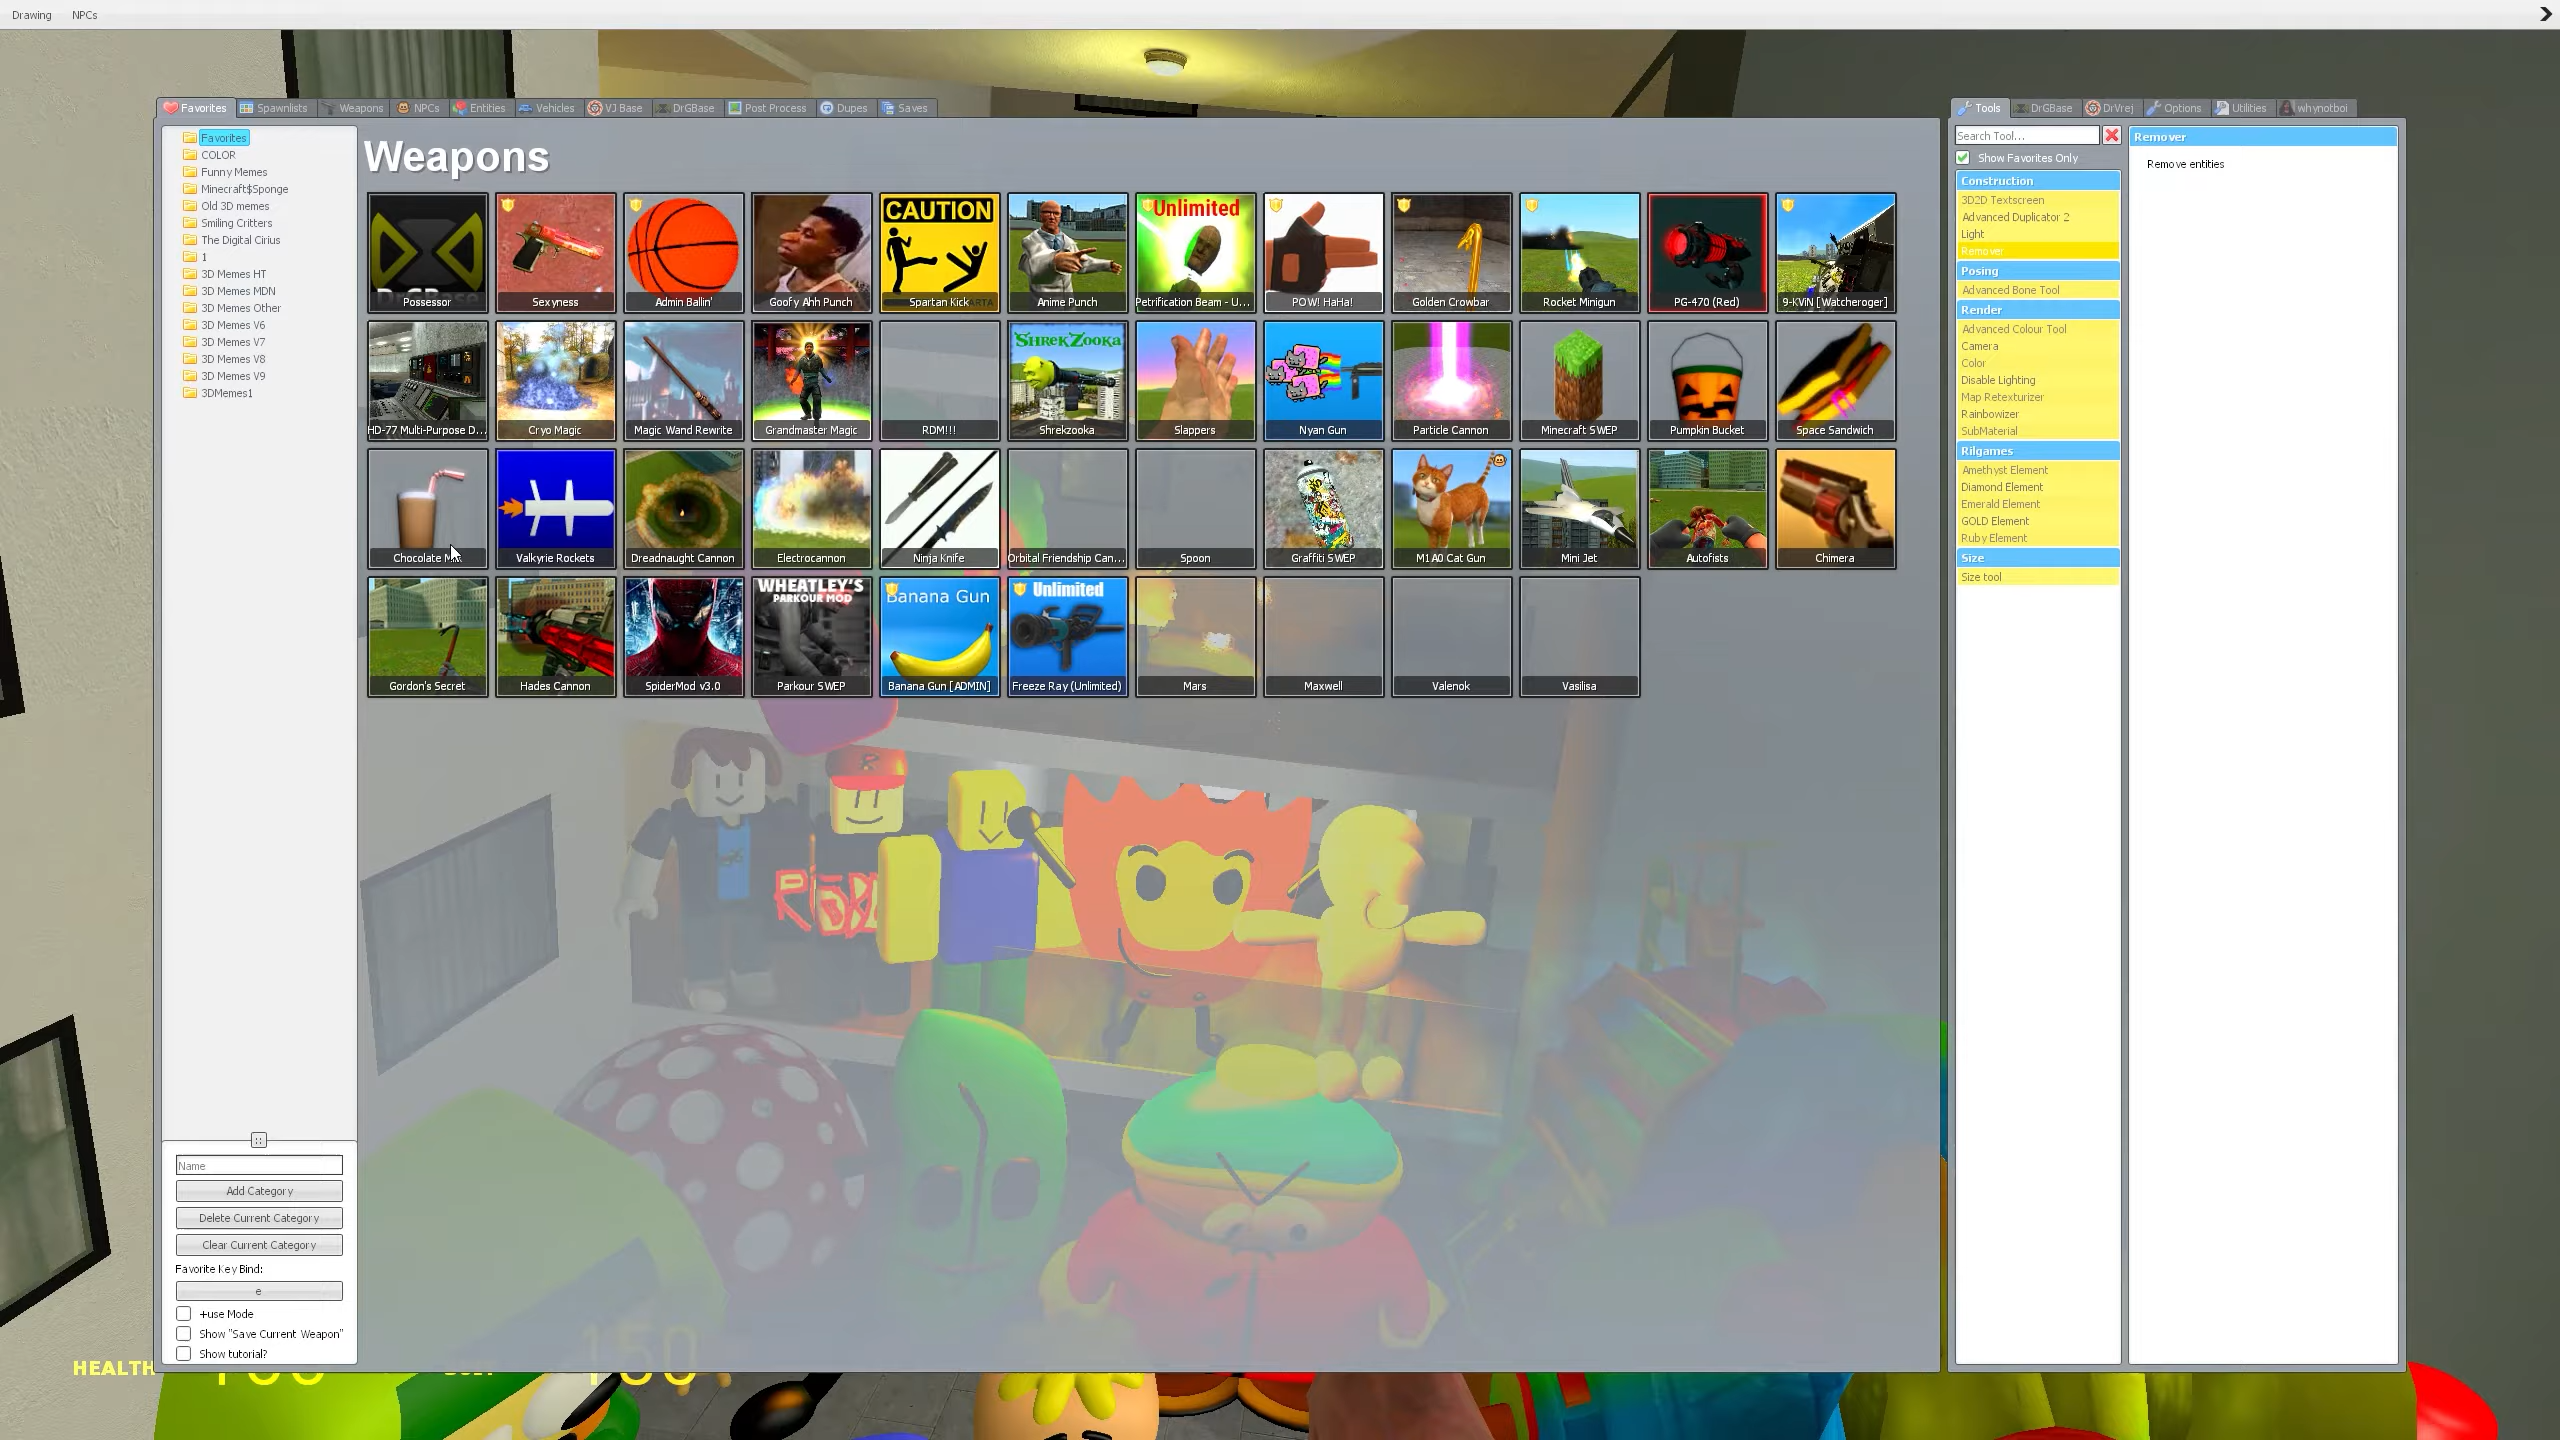 Drawing NPCs
Favorites Spawnlists Weapons NPCs Entities Vehicles VJ Base DrGBase Post Process Dupes Saves
Favorites
COLOR
Funny Memes
Minecraft$Sponge
Old 3D memes
Smiling Critters
The Digital Cirius
1
3D Memes HT
3D Memes MDN
3D Memes Other
3D Memes V6
3D Memes V7
3D Memes V8
3D Memes V9
3DMemes1
Name
Add Category
Delete Current Category
Clear Current Category
Favorite Key Bind:
e
+use Mode
Show "Save Current Weapon"
Show tutorial?
Weapons
CAUTION
Unlimited
Possessor Sexyness Admin Ballin' Goofy Ahh Punch Spartan Kick Anime Punch Petrification Beam - U... POW! HaHa! Golden Crowbar Rocket Minigun PG-470 (Red) 9-KViN [Watcheroger]
SHREKZOOKA
HD-77 Multi-Purpose D... Cryo Magic Magic Wand Rewrite Grandmaster Magic RDM!!! Shrekzooka Slappers Nyan Gun Particle Cannon Minecraft SWEP Pumpkin Bucket Space Sandwich
Valkyrie Rockets Dreadnaught Cannon Electrocannon Ninja Knife Orbital Friendship Can... Spoon Graffiti SWEP M1A0 Cat Gun Mini Jet Autofists Chimera
Chocolate
WHEATLEY'S
PARKOUR MOD
Banana Gun
Unlimited
Gordon's Secret Hades Cannon SpiderMod v3.0 Parkour SWEP Banana Gun [ADMIN] Freeze Ray (Unlimited) Mars Maxwell Valenok Vasilisa
Tools DrGBase DrVrej Options Utilities whynotboi
Search Tool...
Show Favorites Only
Construction
3D2D Textscreen
Advanced Duplicator 2
Light
Remover
Posing
Advanced Bone Tool
Render
Advanced Colour Tool
Camera
Color
Disable Lighting
Map Retexturizer
Rainbowizer
SubMaterial
Rilgames
Amethyst Element
Diamond Element
Emerald Element
GOLD Element
Ruby Element
Size
Size tool
Remover
Remove entities
HEALTH